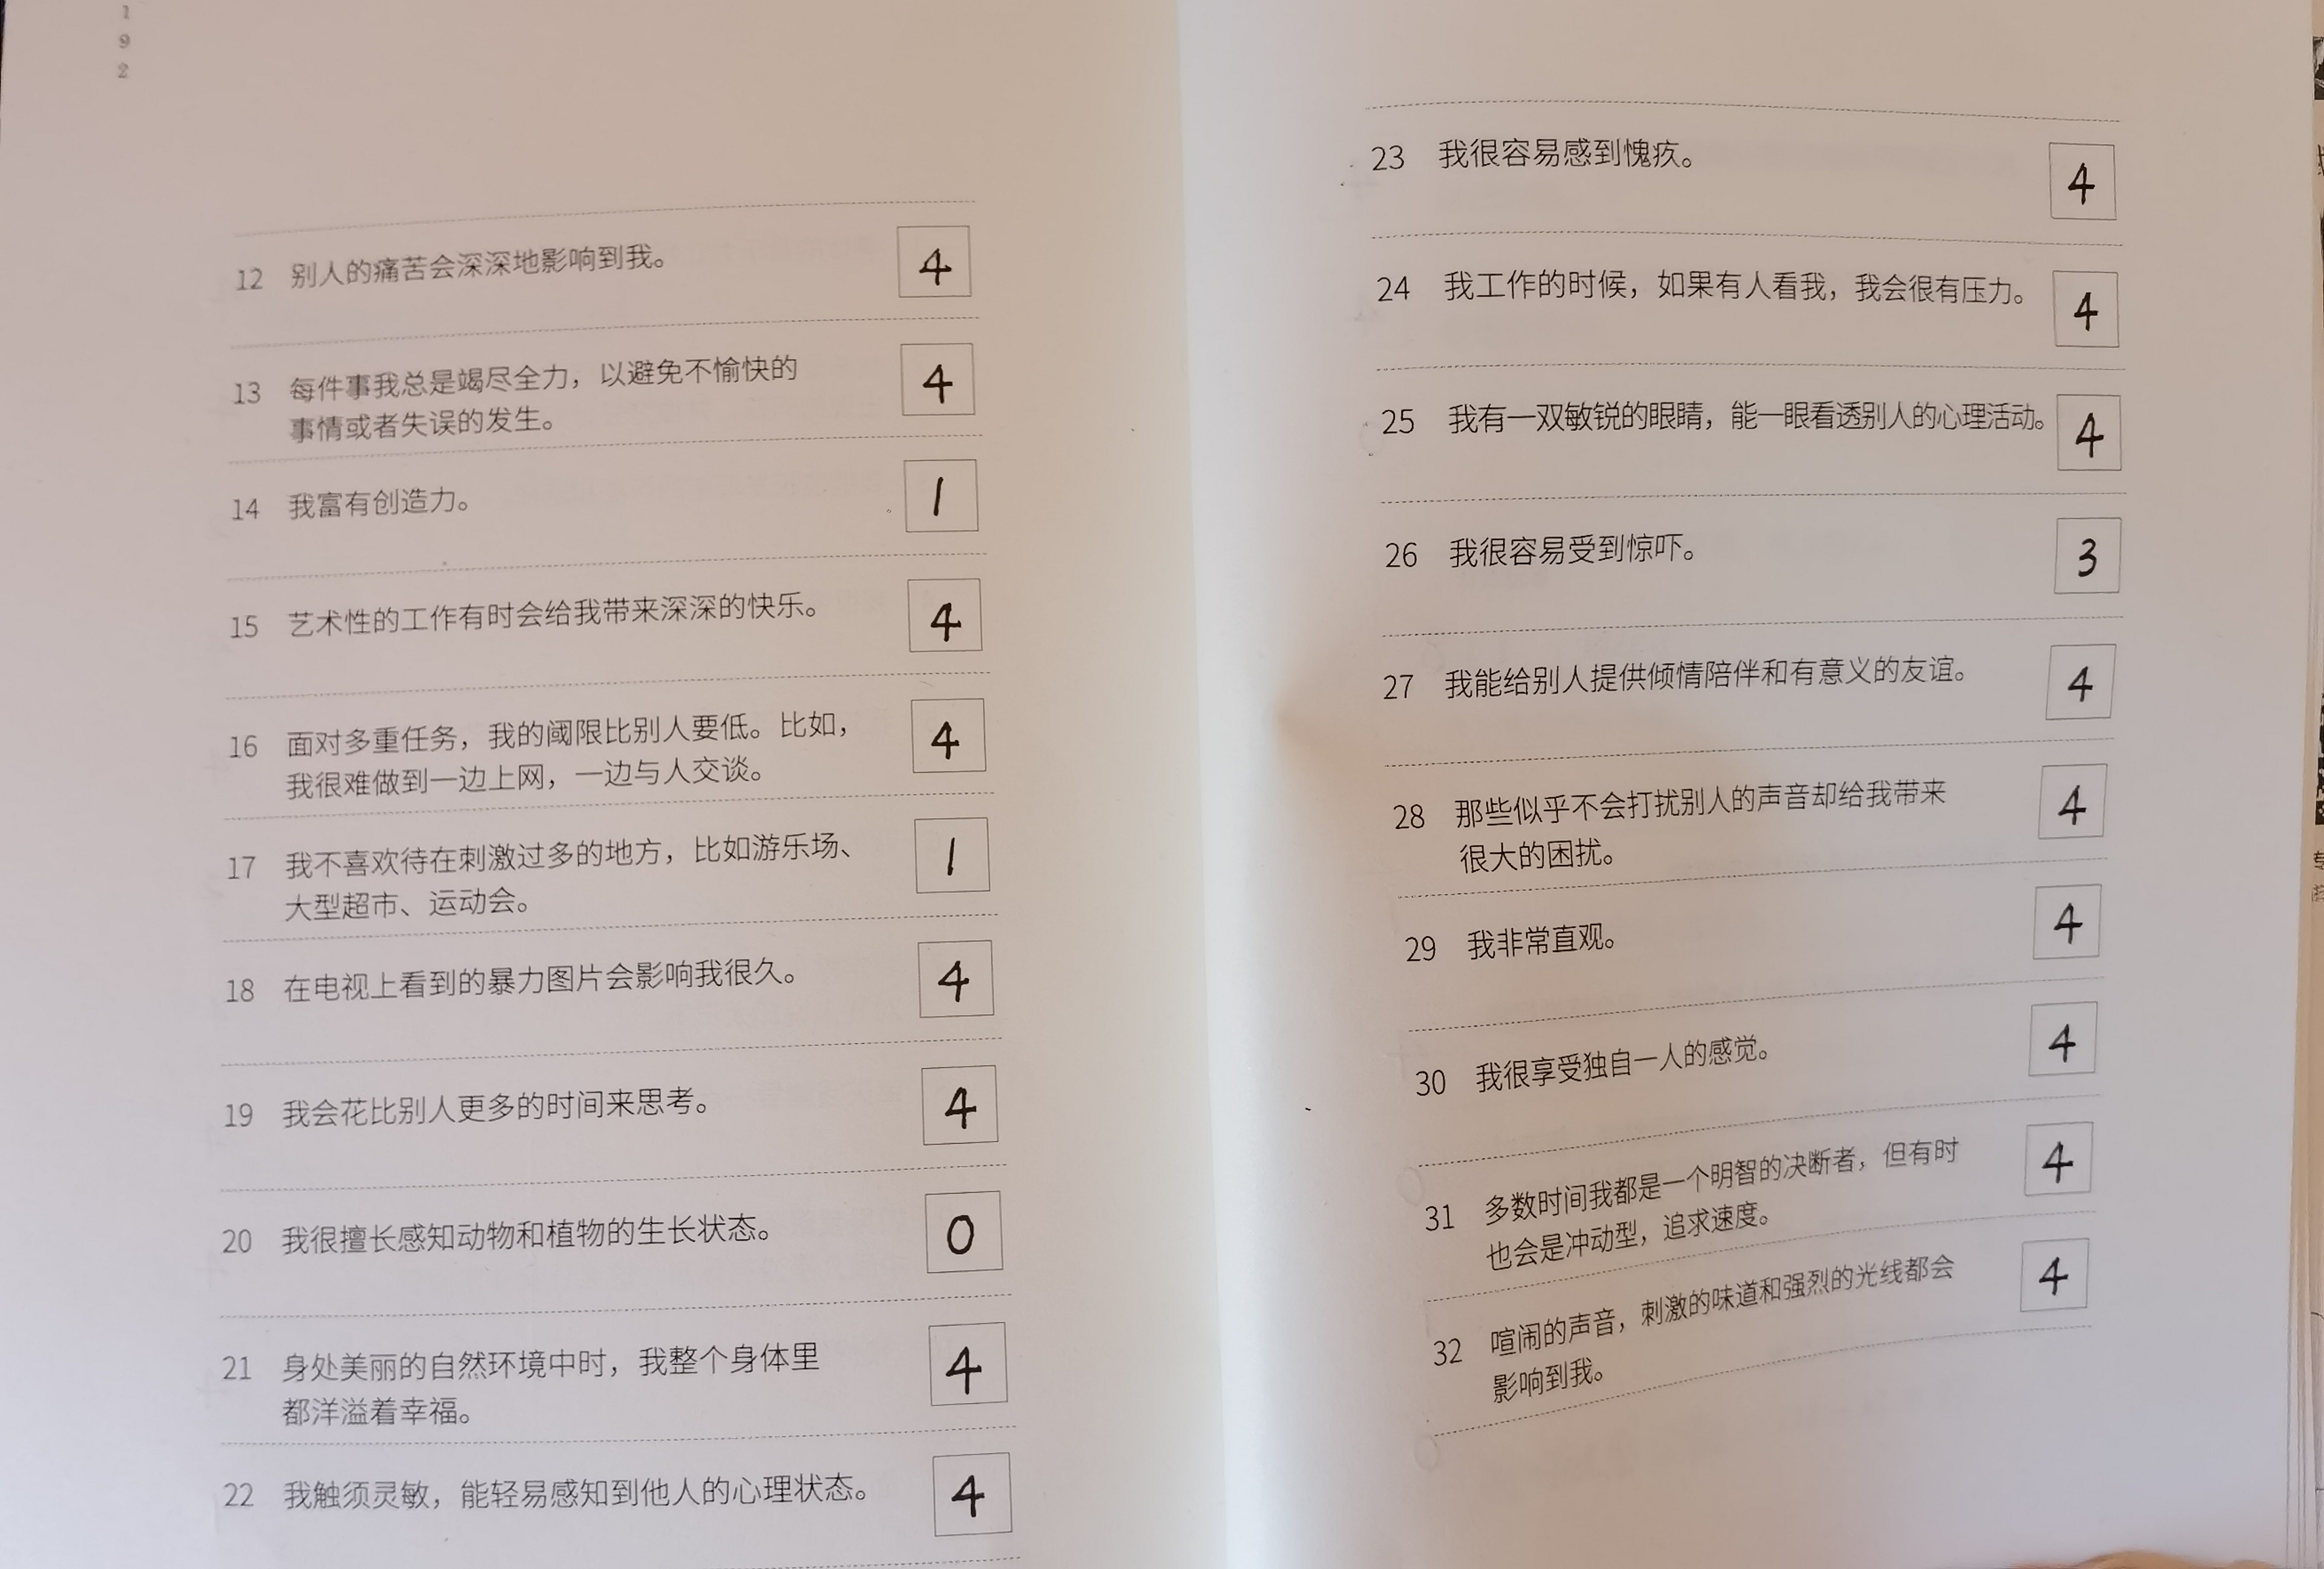 192
12 别人的痛苦会深深地影响到我。 4
13 每件事我总是竭尽全力，以避免不愉快的 4
事情或者失误的发生。
14 我富有创造力。 1
15 艺术性的工作有时会给我带来深深的快乐。 4
16 面对多重任务，我的阈限比别人要低。比如， 4
我很难做到一边上网，一边与人交谈。
17 我不喜欢待在刺激过多的地方，比如游乐场、 1
大型超市、运动会。
18 在电视上看到的暴力图片会影响我很久。 4
19 我会花比别人更多的时间来思考。 4
20 我很擅长感知动物和植物的生长状态。 0
21 身处美丽的自然环境中时，我整个身体里 4
都洋溢着幸福。
22 我触须灵敏，能轻易感知到他人的心理状态。 4
23 我很容易感到愧疚。 4
24 我工作的时候，如果有人看我，我会很有压力。 4
25 我有一双敏锐的眼睛，能一眼看透别人的心理活动。 4
26 我很容易受到惊吓。 3
27 我能给别人提供倾情陪伴和有意义的友谊。 4
28 那些似乎不会打扰别人的声音却给我带来 4
很大的困扰。
29 我非常直观。 4
30 我很享受独自一人的感觉。 4
31 多数时间我都是一个明智的决断者，但有时 4
也会是冲动型，追求速度。
32 喧闹的声音，刺激的味道和强烈的光线都会 4
影响到我。